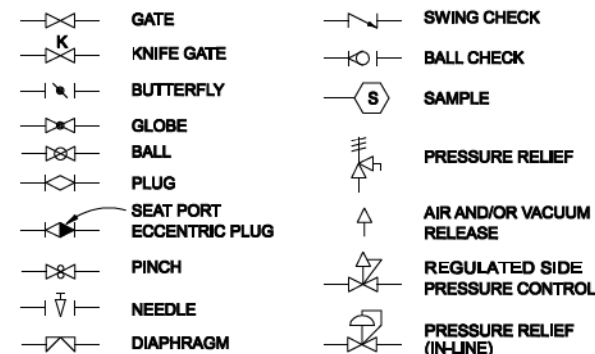 GATE
K
KNIFE GATE
BUTTERFLY
GLOBE
BALL
PLUG
SEAT PORT
ECCENTRIC PLUG
PINCH
NEEDLE
DIAPHRAGM
SWING CHECK
BALL CHECK
S
SAMPLE
PRESSURE RELIEF
AIR AND/OR VACUUM
RELEASE
REGULATED SIDE
PRESSURE CONTROL
PRESSURE RELIEF
(IN-LINE)